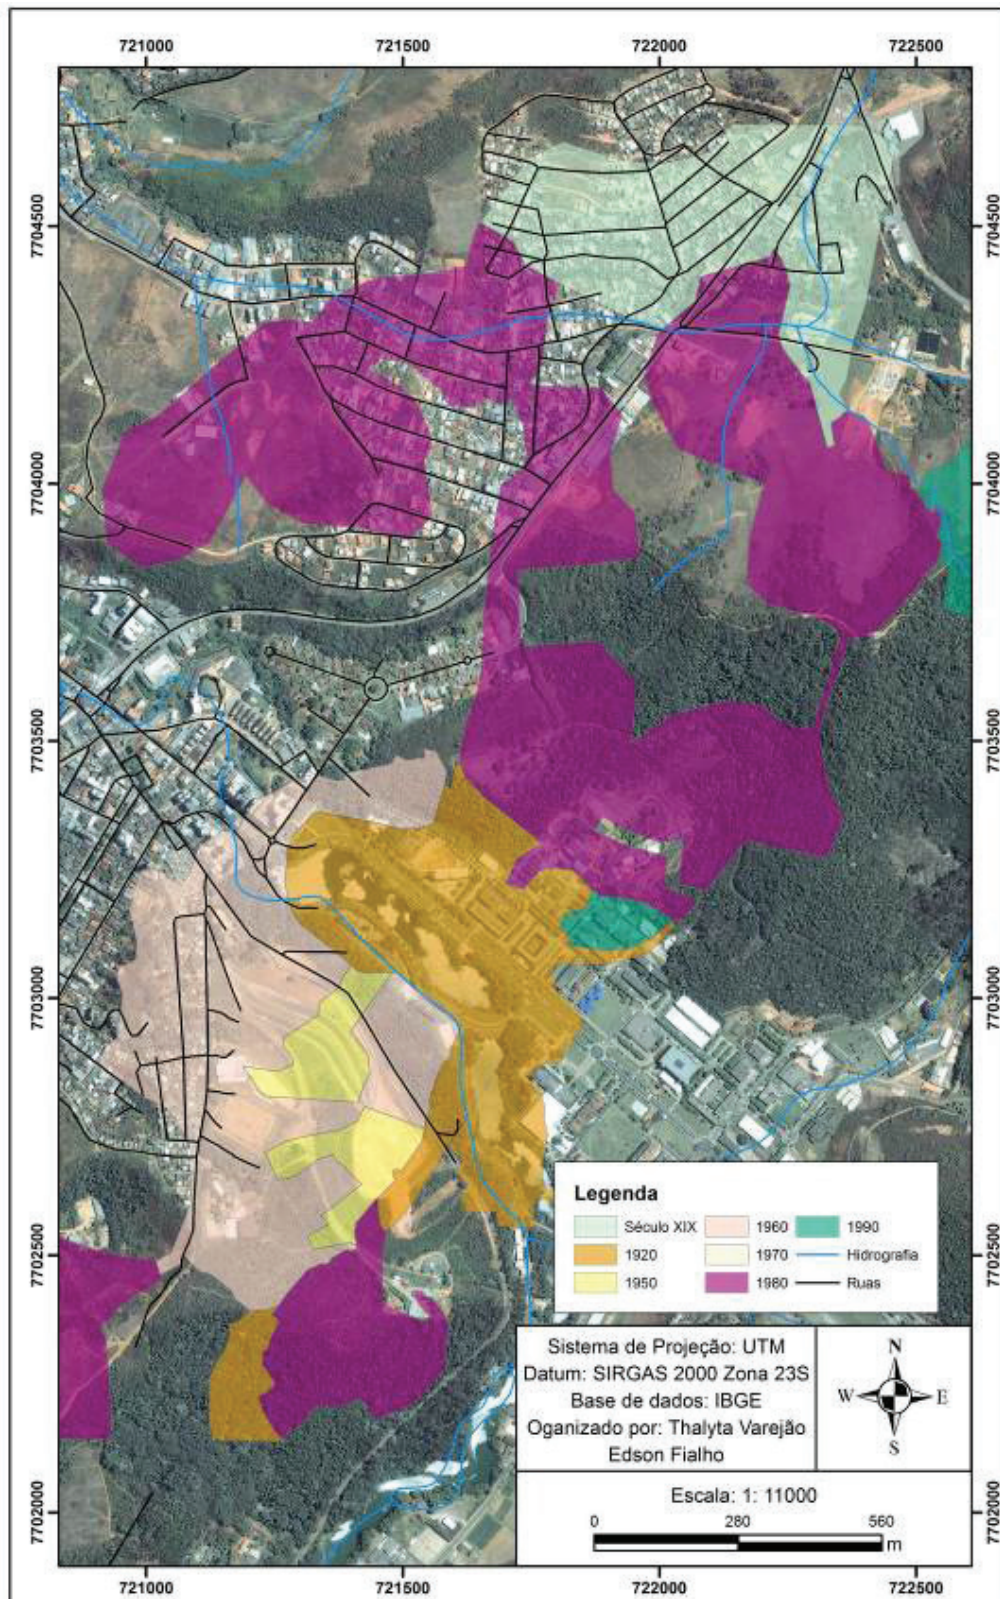 721000 721500 722000 722500
7704500 7704500
7704000 7704000
7703500 7703500
7703000 7703000
7702500 7702500
7702000 7702000
Legenda
Século XIX 1960 1990
1920 1970 Hidrografia
1950 1980 Ruas
Sistema de Projeção: UTM
Datum: SIRGAS 2000 Zona 23S
Base de dados: IBGE
Oganizado por: Thalyta Varejão
Edson Fialho
N
W E
S
Escala: 1: 11000
0 280 560
m
721000 721500 722000 722500